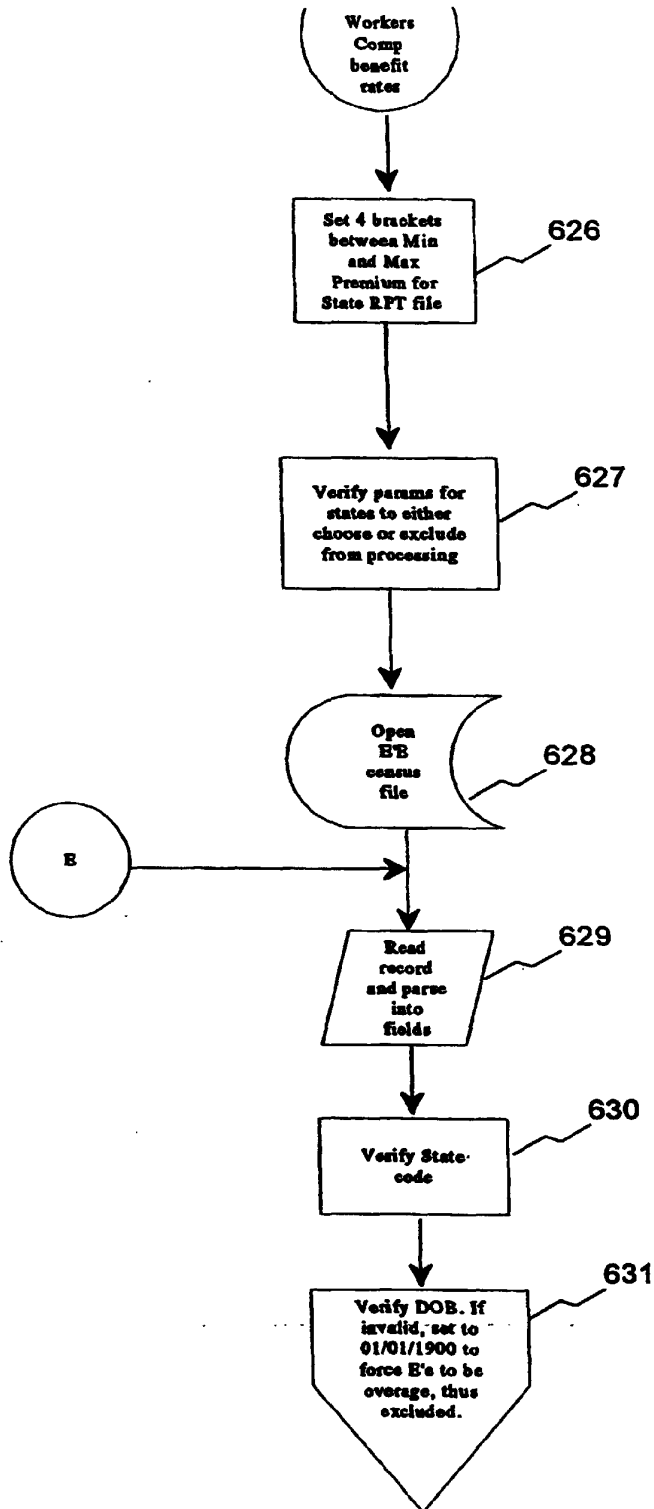 Workers
Comp
benefit
rates
Set 4 brackets
between Min
and Max
Premium for
State RPT file
626
Verify params for
states to either
choose or exclude
from processing
627
Open
E'E
census
file
628
E
Read
record
and parse
into
fields
629
Verify State
code
630
Verify DOB. If
invalid, set to
01/01/1900 to
force E'e to be
overage, thus
excluded.
631